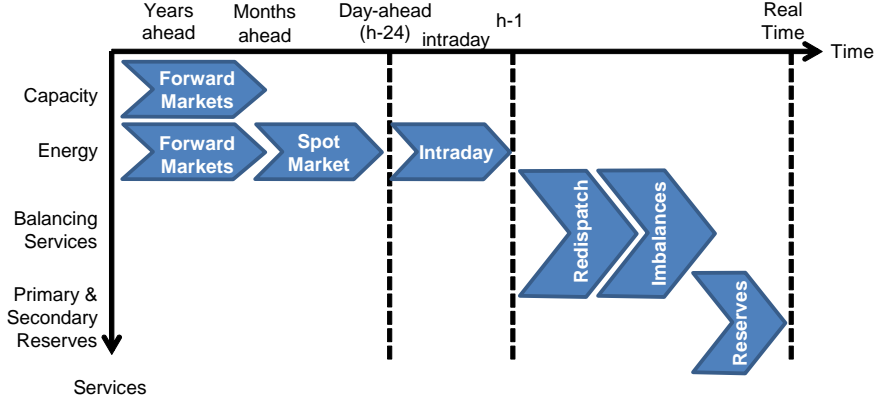 Years
ahead
Months
ahead
Day-ahead
(h-24)
intraday
h-1
Real
Time
Time
Capacity
Forward
Markets
Energy
Forward
Markets
Spot
Market
Intraday
Balancing
Services
Redispatch
Imbalances
Primary &
Secondary
Reserves
Reserves
Services